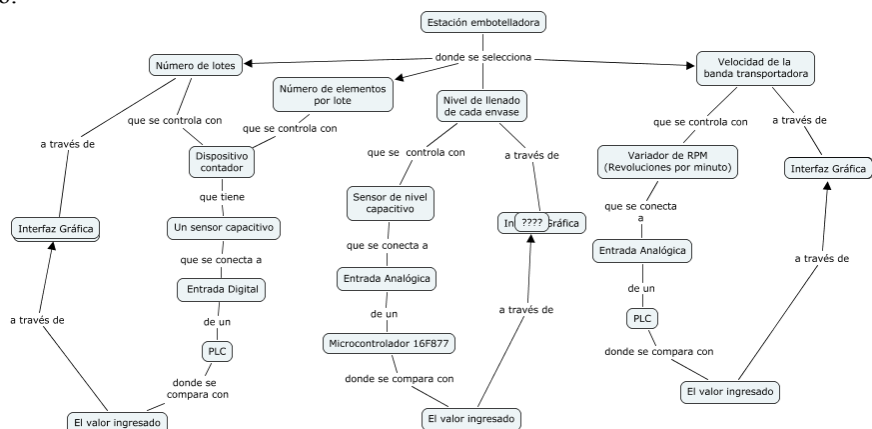 Estación embotelladora
donde se selecciona
Número de lotes
Número de elementos
por lote
Nivel de llenado
de cada envase
Velocidad de la
banda transportadora
que se controla con
que se controla con
a través de
Dispositivo
contador
que se controla con
a través de
que se controla con
a través de
Variador de RPM
(Revoluciones por minuto)
Interfaz Gráfica
que tiene
Sensor de nivel
capacitivo
que se conecta
a
Interfaz Gráfica
Un sensor capacitivo
In
????
Gráfica
que se conecta a
que se conecta a
Entrada Analógica
a través de
Entrada Digital
Entrada Analógica
de un
a través de
de un
de un
a través de
PLC
PLC
Microcontrolador 16F877
donde se compara con
donde se
compara con
donde se compara con
El valor ingresado
El valor ingresado
El valor ingresado